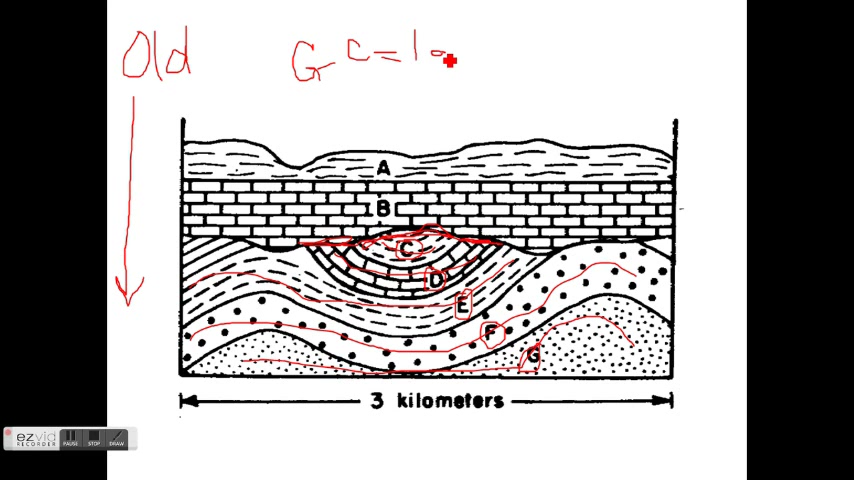 Old
G C = 1 a
A
B
C
D
E
F
G
3 kilometers
ezvid
RECORDER
PAUSE
STOP
DRAW